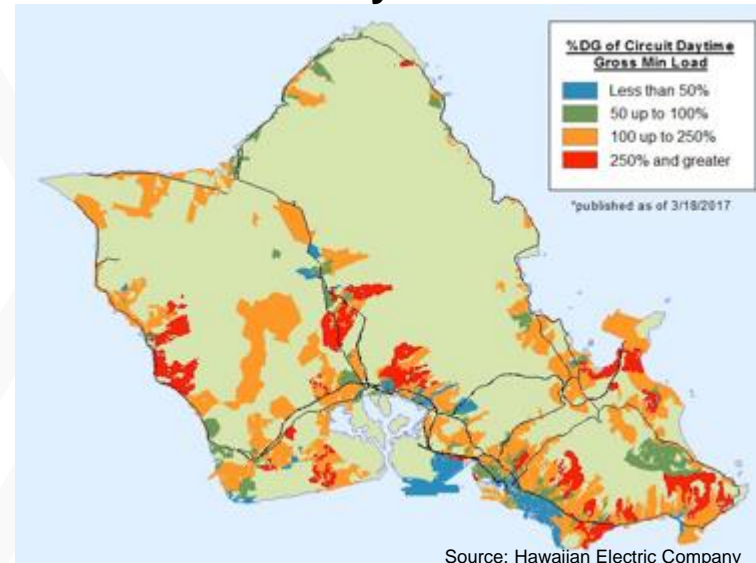 %DG of Circuit Daytime
Gross Min Load
Less than 50%
50 up to 100%
100 up to 250%
250% and greater
*published as of 3/18/2017
Source: Hawaiian Electric Company